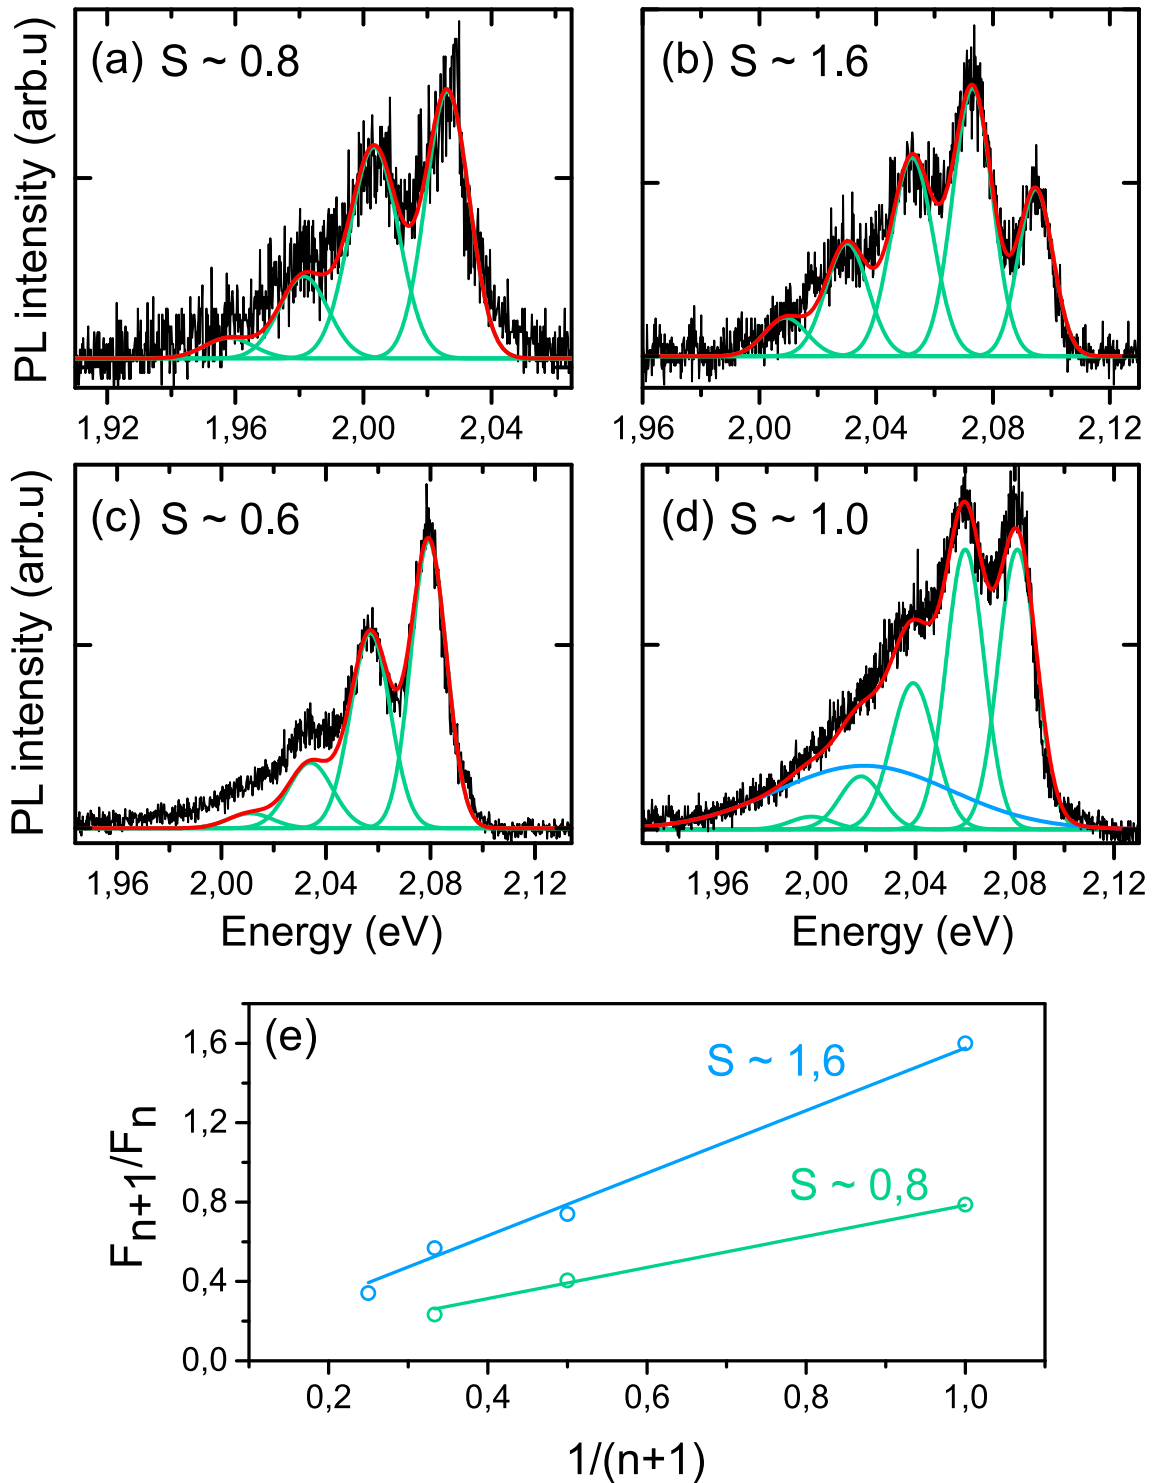 (a) S ~ 0.8
(b) S ~ 1.6
PL intensity (arb.u)
1,92 1,96 2,00 2,04
1,96 2,00 2,04 2,08 2,12
(c) S ~ 0.6
(d) S ~ 1.0
PL intensity (arb.u)
1,96 2,00 2,04 2,08 2,12
1,96 2,00 2,04 2,08 2,12
Energy (eV)
Energy (eV)
(e)
1,6
S ~ 1,6
1,2
S ~ 0,8
0,8
0,4
0,0
Fn+1/Fn
0,2 0,4 0,6 0,8 1,0
1/(n+1)